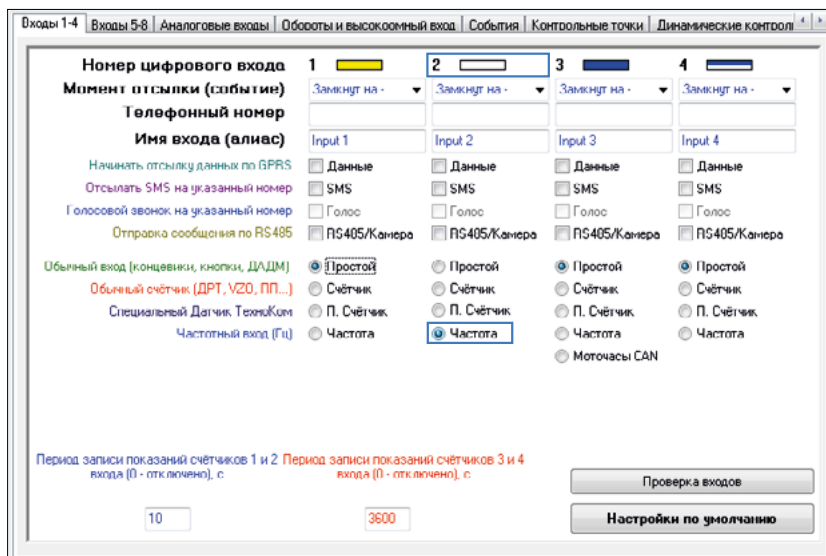 Входы 1-4 Входы 5-8 Аналоговые входы Обороты и высокоомный вход События Контрольные точки Динамические контрол
Номер цифрового входа 1 2 3 4
Момент отсылки (событие) Замкнут на - Замкнут на - Замкнут на - Замкнут на -
Телефонный номер
Имя входа (алиас) Input 1 Input 2 Input 3 Input 4
Начинать отсылку данных по GPRS Данные Данные Данные Данные
Отсылать SMS на указанный номер SMS SMS SMS SMS
Голосовой звонок на указанный номер Голос Голос Голос Голос
Отправка сообщения по RS485 RS485/Камера RS485/Камера RS485/Камера RS485/Камера
Обычный вход (концевики, кнопки, ДАДМ) Простой Простой Простой Простой
Обычный счётчик (ДРТ, VZO, ПП...) Счётчик Счётчик Счётчик Счётчик
Специальный Датчик ТехноКом П. Счётчик П. Счётчик П. Счётчик П. Счётчик
Частотный вход (Гц) Частота Частота Частота Частота
Моточасы CAN
Период записи показаний счётчиков 1 и 2 Период записи показаний счётчиков 3 и 4
входа (0 - отключено), с входа (0 - отключено), с
Проверка входов
10 3600 Настройки по умолчанию